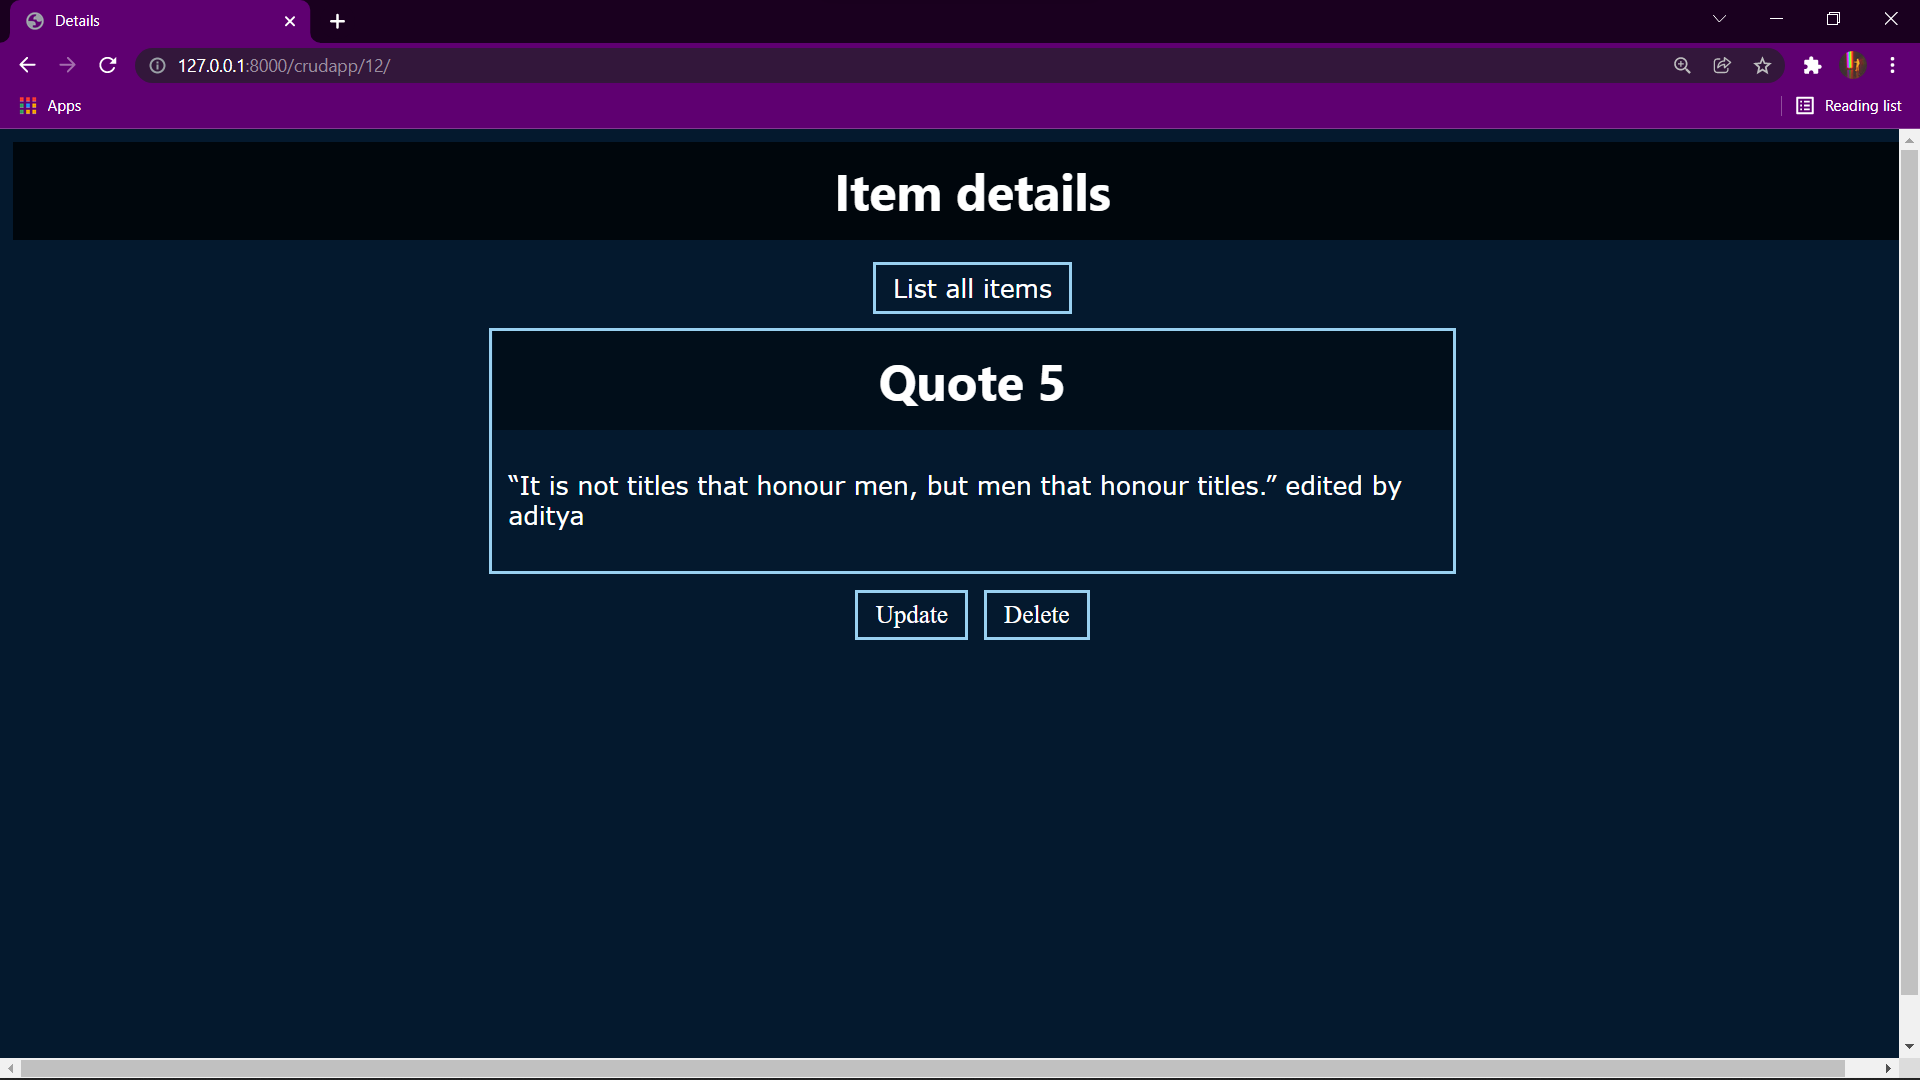 Details
127.0.0.1:8000/crudapp/12/
Apps
Reading list
Item details
List all items
Quote 5
“It is not titles that honour men, but men that honour titles.” edited by
aditya
Update
Delete